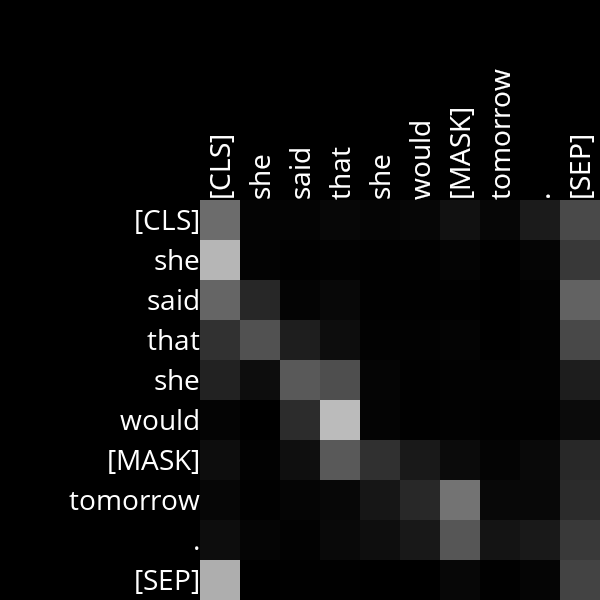 [CLS] she said that she would [MASK] tomorrow . [SEP]
[CLS]
she
said
that
she
would
[MASK]
tomorrow
.
[SEP]